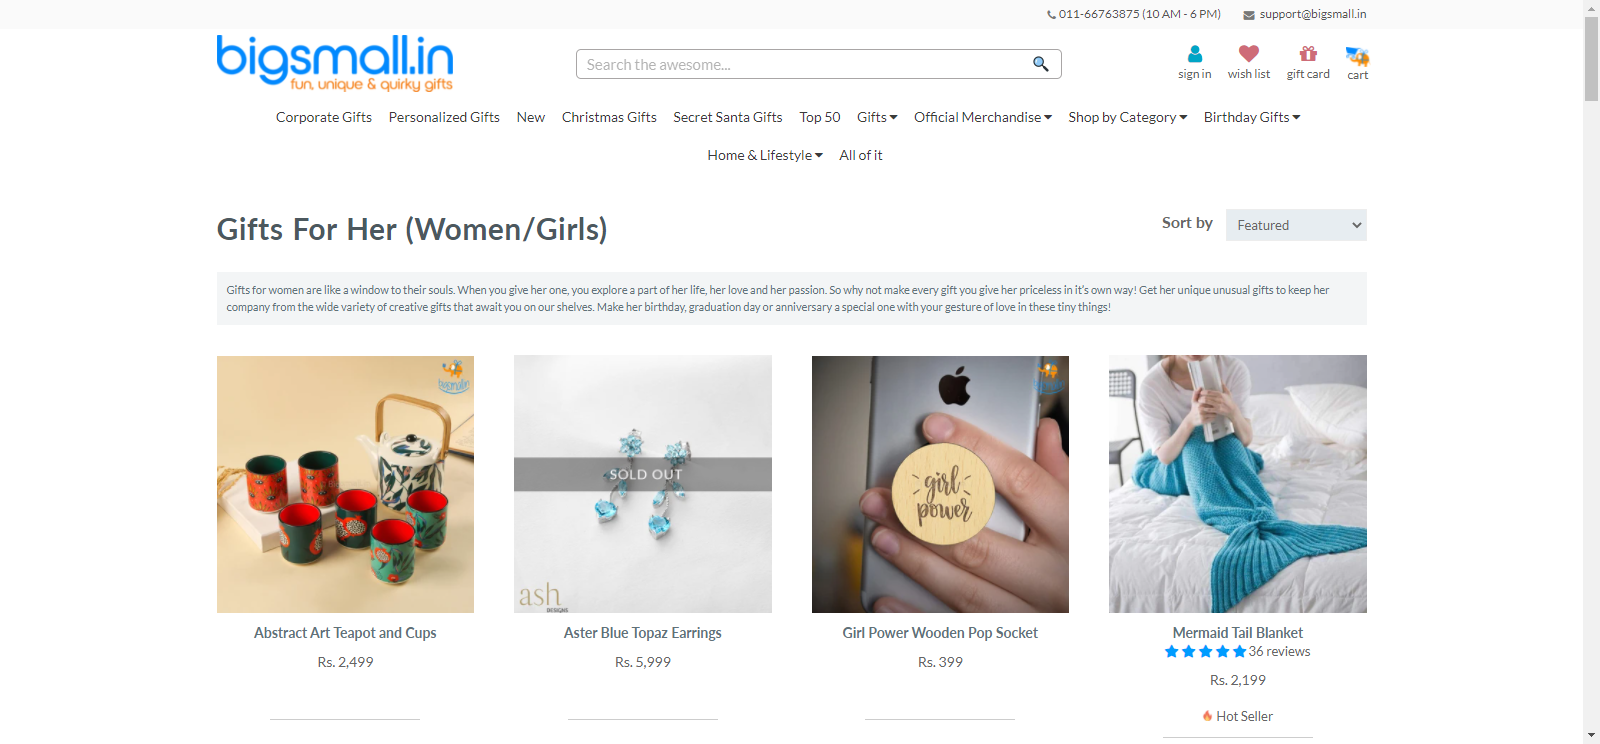 011-66763875 (10 AM - 6 PM) support@bigsmall.in
bigsmall.in
fun, unique & quirky gifts
Search the awesome...
sign in wish list gift card cart
Corporate Gifts Personalized Gifts New Christmas Gifts Secret Santa Gifts Top 50 Gifts Official Merchandise Shop by Category Birthday Gifts
Home & Lifestyle All of it
Gifts For Her (Women/Girls)
Sort by Featured
Gifts for women are like a window to their souls. When you give her one, you explore a part of her life, her love and her passion. So why not make every gift you give her priceless in it's own way! Get her unique unusual gifts to keep her
company from the wide variety of creative gifts that await you on our shelves. Make her birthday, graduation day or anniversary a special one with your gesture of love in these tiny things!
bigsmall.in
SOLD OUT
girl
power
ash
DESIGNS
Abstract Art Teapot and Cups
Rs. 2,499
Aster Blue Topaz Earrings
Rs. 5,999
Girl Power Wooden Pop Socket
Rs. 399
Mermaid Tail Blanket
36 reviews
Rs. 2,199
Hot Seller